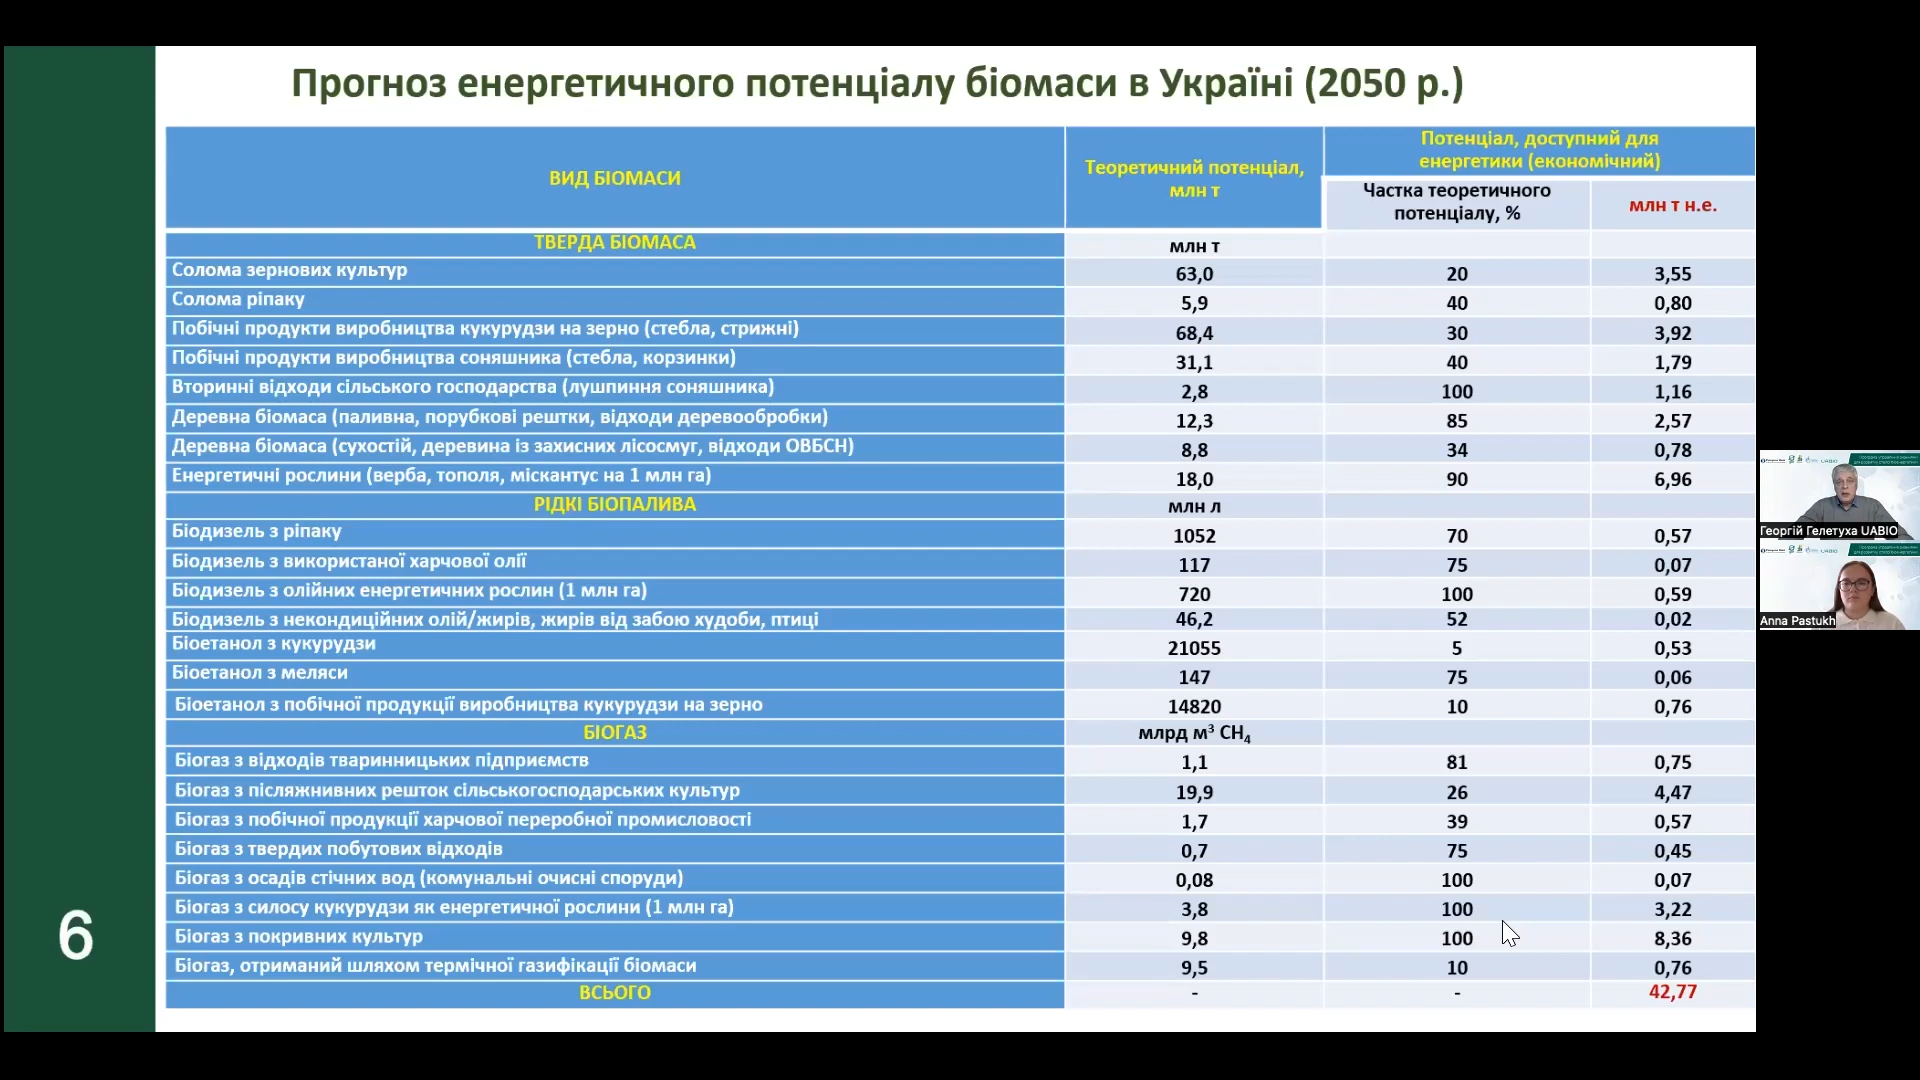 Прогноз енергетичного потенціалу біомаси в Україні (2050 р.)
ВИД БІОМАСИ
Теоретичний потенціал,
млн т
Потенціал, доступний для
енергетики (економічний)
Частка теоретичного
потенціалу, %
млн т н.е.
ТВЕРДА БІОМАСА млн т
Солома зернових культур 63,0 20 3,55
Солома ріпаку 5,9 40 0,80
Побічні продукти виробництва кукурудзи на зерно (стебла, стрижні) 68,4 30 3,92
Побічні продукти виробництва соняшника (стебла, корзинки) 31,1 40 1,79
Вторинні відходи сільського господарства (лушпиння соняшника) 2,8 100 1,16
Деревна біомаса (паливна, порубкові рештки, відходи деревообробки) 12,3 85 2,57
Деревна біомаса (сухостій, деревина із захисних лісосмуг, відходи ОВБСН) 8,8 34 0,78
Енергетичні рослини (верба, тополя, міскантус на 1 млн га) 18,0 90 6,96
РІДКІ БІОПАЛИВА млн л
Біодизель з ріпаку 1052 70 0,57
Біодизель з використаної харчової олії 117 75 0,07
Біодизель з олійних енергетичних рослин (1 млн га) 720 100 0,59
Біодизель з некондиційних олій/жирів, жирів від забою худоби, птиці 46,2 52 0,02
Біоетанол з кукурудзи 21055 5 0,53
Біоетанол з меляси 147 75 0,06
Біоетанол з побічної продукції виробництва кукурудзи на зерно 14820 10 0,76
БІОГАЗ млрд м³ CH₄
Біогаз з відходів тваринницьких підприємств 1,1 81 0,75
Біогаз з післяжнивних решток сільськогосподарських культур 19,9 26 4,47
Біогаз з побічної продукції харчової переробної промисловості 1,7 39 0,57
Біогаз з твердих побутових відходів 0,7 75 0,45
Біогаз з осадів стічних вод (комунальні очисні споруди) 0,08 100 0,07
Біогаз з силосу кукурудзи як енергетичної рослини (1 млн га) 3,8 100 3,22
Біогаз з покривних культур 9,8 100 8,36
Біогаз, отриманий шляхом термічної газифікації біомаси 9,5 10 0,76
ВСЬОГО - - 42,77
6
Георгій Гелетуха UABIO
Anna Pastukh